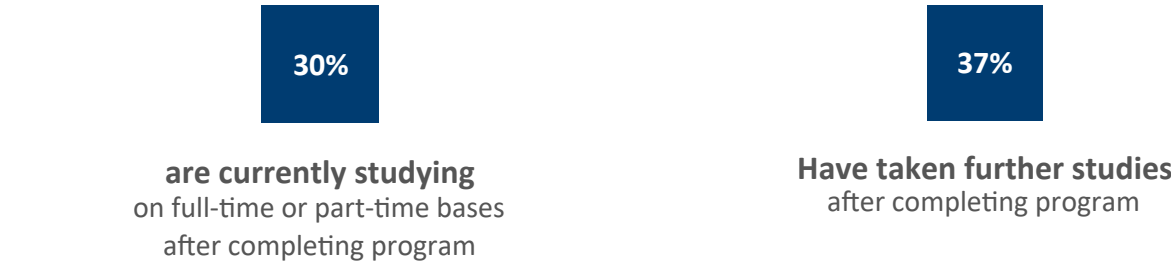 30%
are currently studying
on full-time or part-time bases
after completing program
37%
Have taken further studies
after completing program